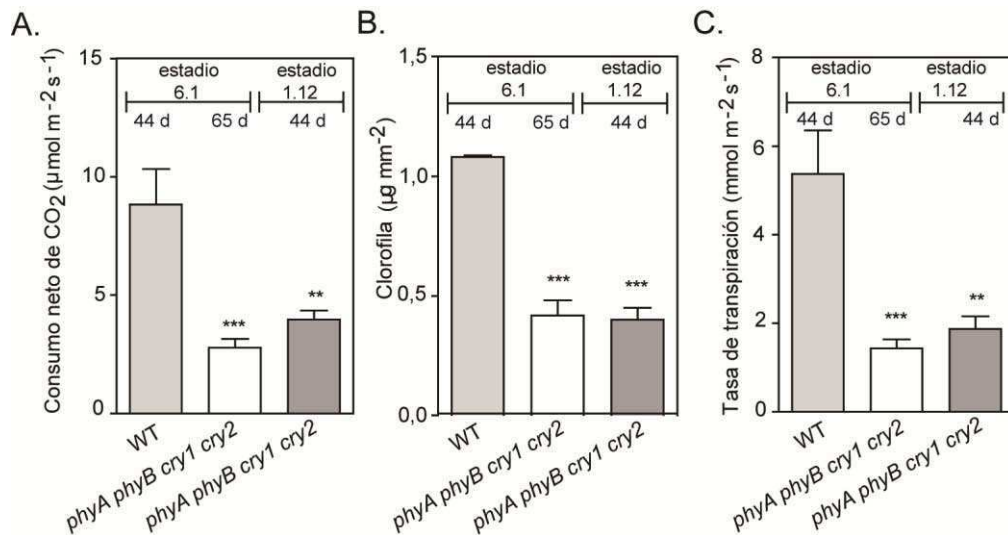 A.
Consumo neto de CO2 (µmol m-2 s-1)
15
10
5
0
estadio
6.1
estadio
1.12
44 d
65 d
44 d
***
**
WT
phyA phyB cry1 cry2
phyA phyB cry1 cry2
B.
Clorofila (µg mm-2)
1,5
1,0
0,5
0,0
estadio
6.1
estadio
1.12
44 d
65 d
44 d
***
***
WT
phyA phyB cry1 cry2
phyA phyB cry1 cry2
C.
Tasa de transpiración (mmol m-2 s-1)
8
6
4
2
0
estadio
6.1
estadio
1.12
44 d
65 d
44 d
***
**
WT
phyA phyB cry1 cry2
phyA phyB cry1 cry2